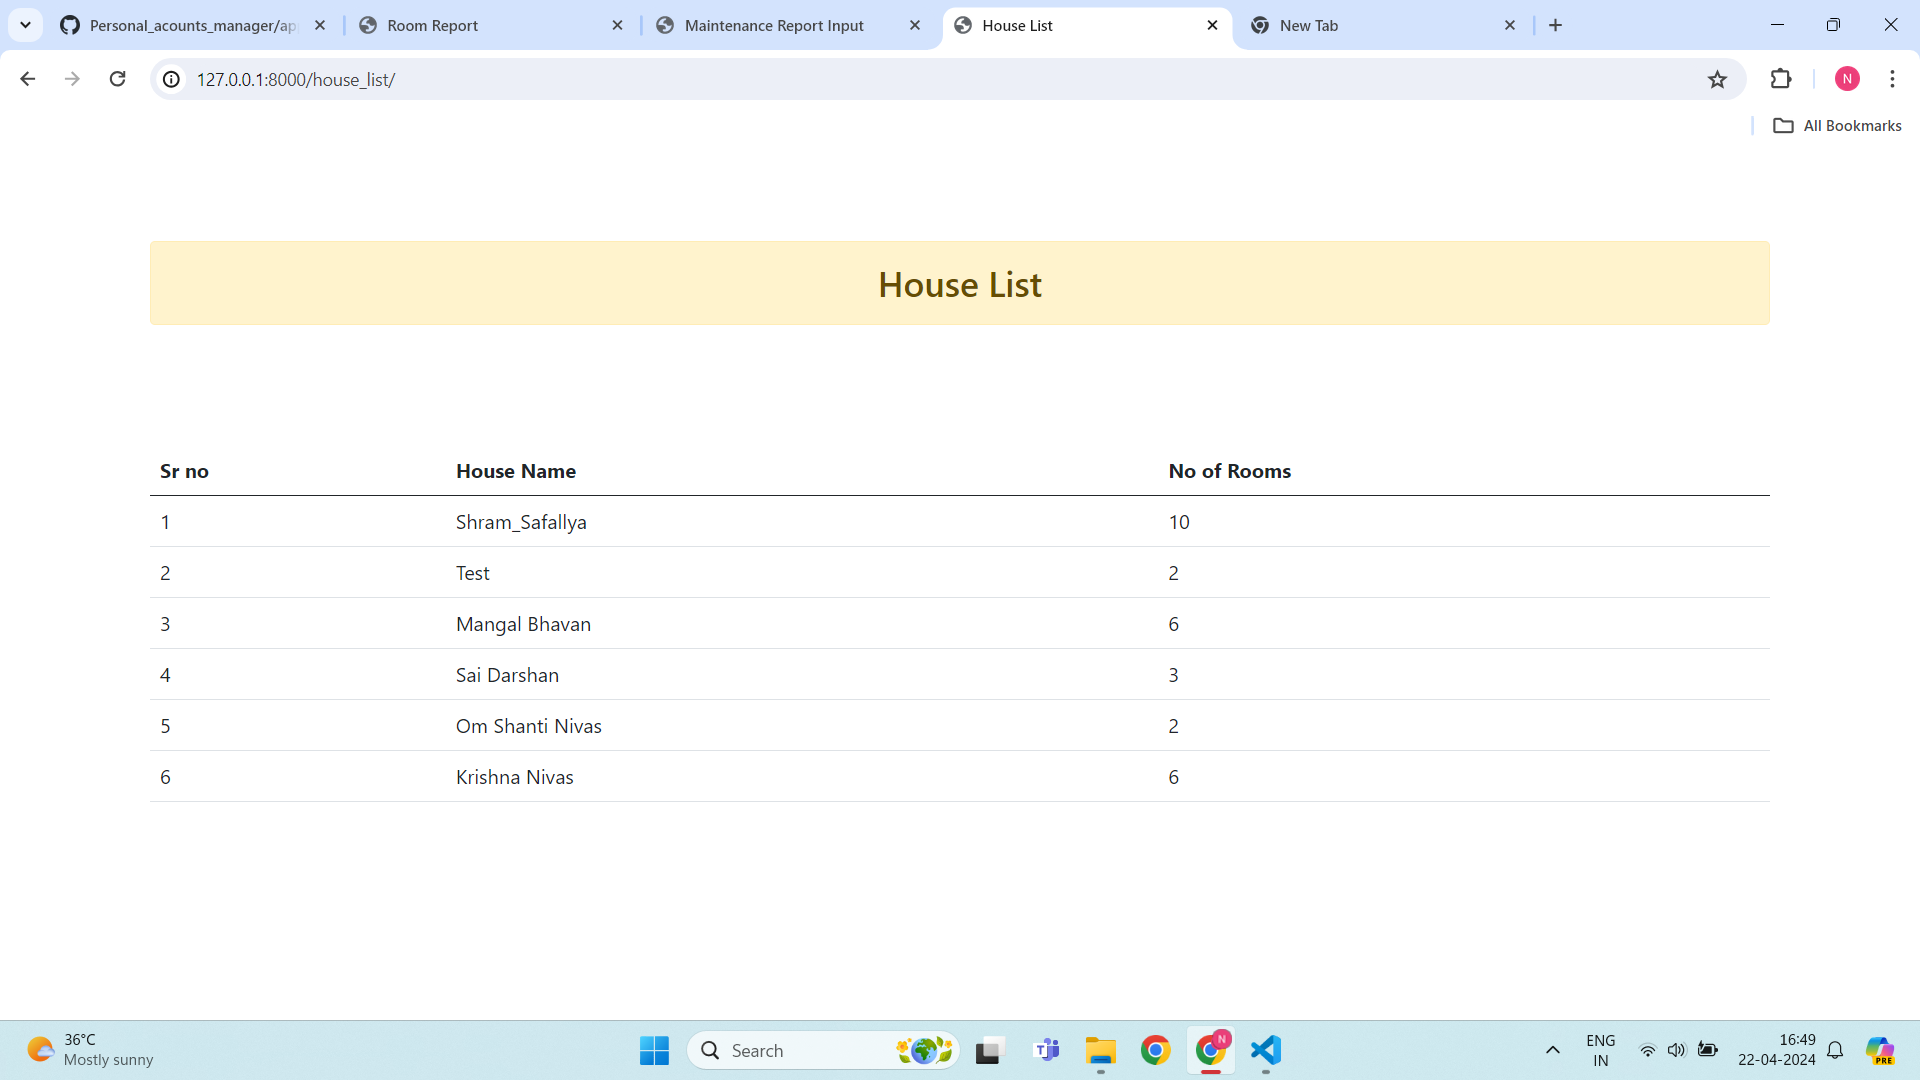 Personal_acounts_manager/ap
Room Report
Maintenance Report Input
House List
New Tab
127.0.0.1:8000/house_list/
N
All Bookmarks
House List
Sr no House Name No of Rooms
1 Shram_Safallya 10
2 Test 2
3 Mangal Bhavan 6
4 Sai Darshan 3
5 Om Shanti Nivas 2
6 Krishna Nivas 6
36°C
Mostly sunny
Search
N
ENG
IN
16:49
22-04-2024
PRE